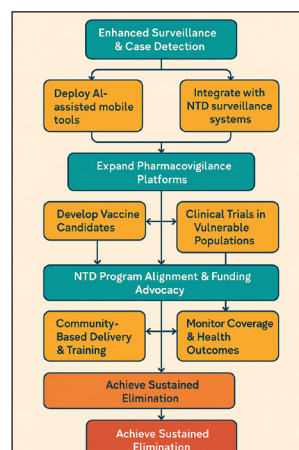 Enhanced Surveillance
& Case Detection
Deploy AI-
assisted mobile
tools
Integrate with
NTD surveillance
systems
Expand Pharmacovigilance
Platforms
Develop Vaccine
Candidates
Clinical Trials in
Vulnerable
Populations
NTD Program Alignment & Funding
Advocacy
Community-
Based Delivery
& Training
Monitor Coverage
& Health
Outcomes
Achieve Sustained
Elimination
Achieve Sustained
Elimination